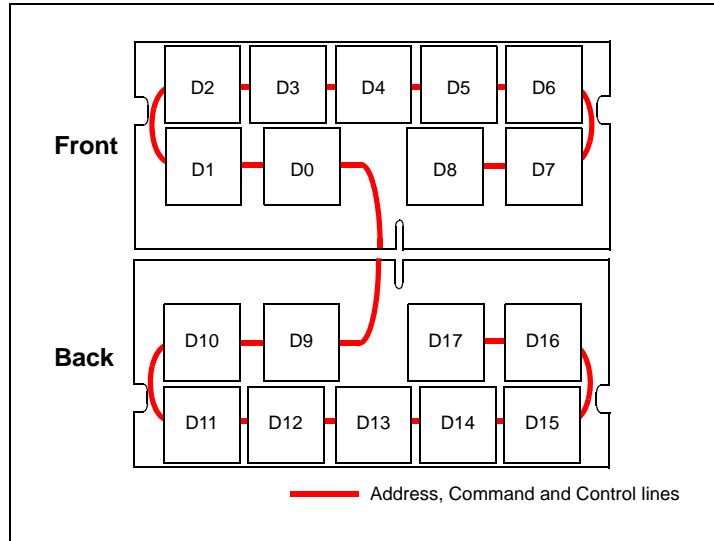 D2 D3 D4 D5 D6
Front
D1 D0 D8 D7
D10 D9 D17 D16
Back
D11 D12 D13 D14 D15
Address, Command and Control lines